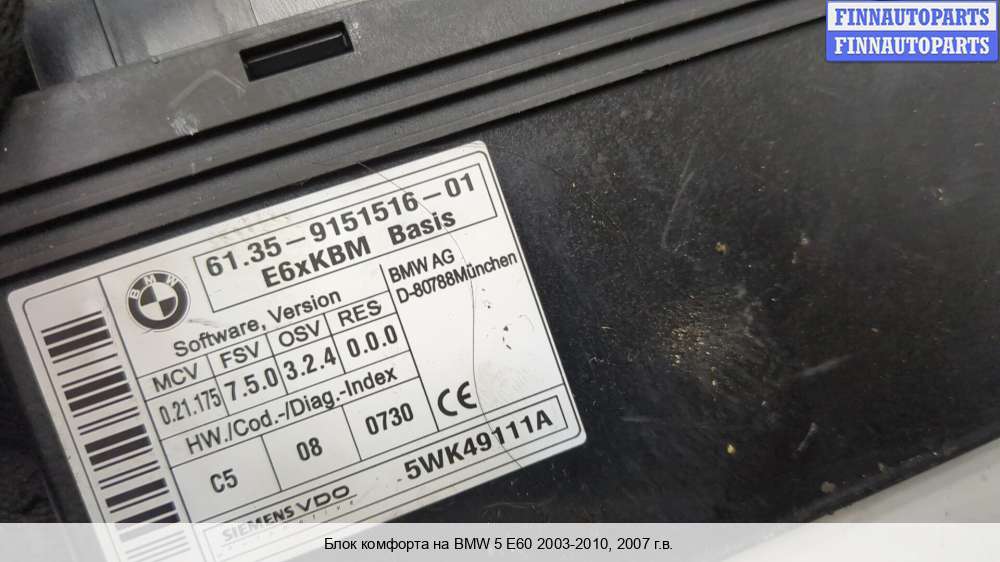 FINNAUTOPARTS
FINNAUTOPARTS
61.35-9151516-01
E6xKBM Basis
BMW
BMW AG
D-80788München
Software, Version
MCV FSV OSV RES
0.21.175 7.5.0 3.2.4 0.0.0
HW./Cod.-/Diag.-Index
C5 08 0730
CE
SIEMENS VDO
5WK49111A
Блок комфорта на BMW 5 E60 2003-2010, 2007 г.в.